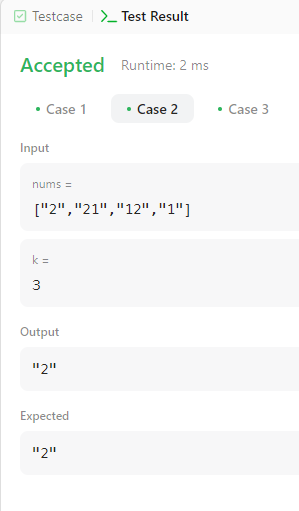 Testcase Test Result
Accepted Runtime: 2 ms
Case 1 Case 2 Case 3
Input
nums =
["2","21","12","1"]
k =
3
Output
"2"
Expected
"2"